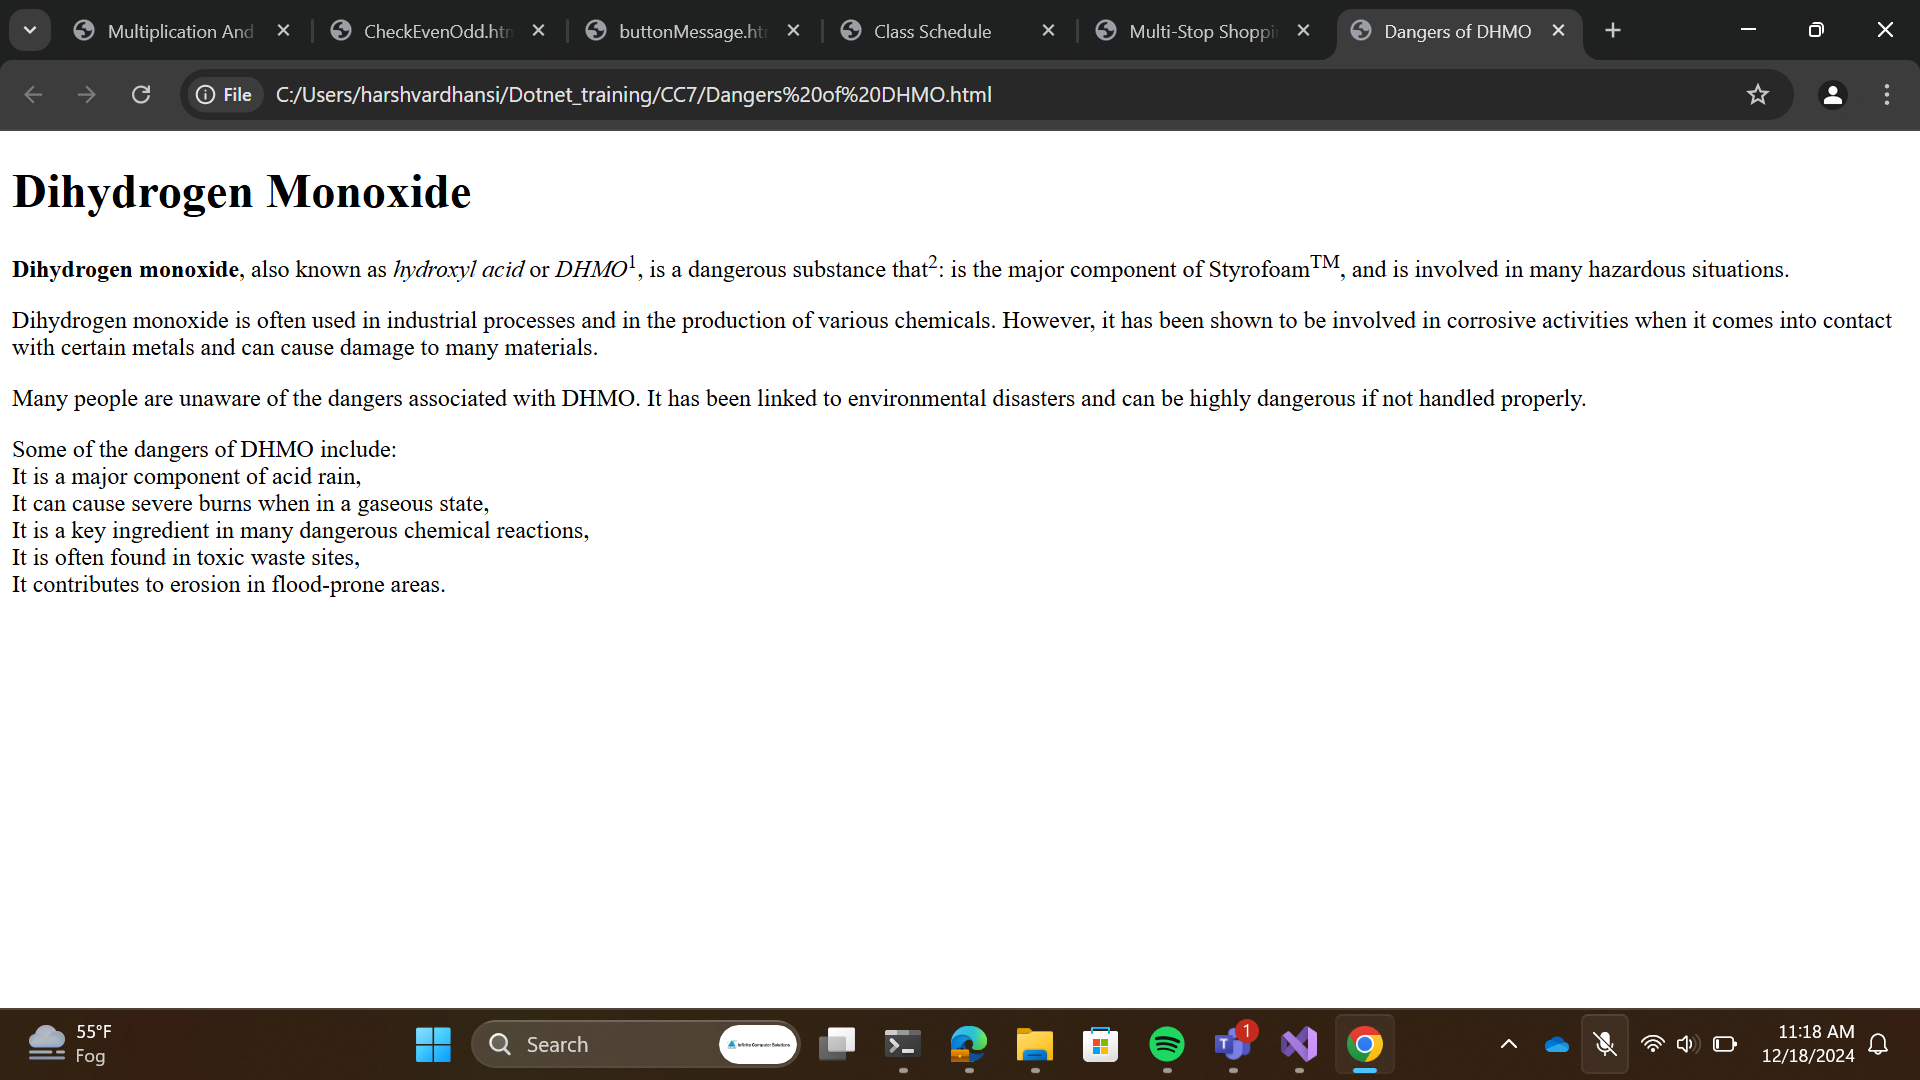 Multiplication And
CheckEvenOdd.htm
buttonMessage.htm
Class Schedule
Multi-Stop Shoppi
Dangers of DHMO
File
C:/Users/harshvardhansi/Dotnet_training/CC7/Dangers%20of%20DHMO.html
Dihydrogen Monoxide
Dihydrogen monoxide, also known as hydroxyl acid or DHMO¹, is a dangerous substance that²: is the major component of Styrofoam™, and is involved in many hazardous situations.
Dihydrogen monoxide is often used in industrial processes and in the production of various chemicals. However, it has been shown to be involved in corrosive activities when it comes into contact
with certain metals and can cause damage to many materials.
Many people are unaware of the dangers associated with DHMO. It has been linked to environmental disasters and can be highly dangerous if not handled properly.
Some of the dangers of DHMO include:
It is a major component of acid rain,
It can cause severe burns when in a gaseous state,
It is a key ingredient in many dangerous chemical reactions,
It is often found in toxic waste sites,
It contributes to erosion in flood-prone areas.
55°F
Fog
Search
Infinite Computer Solutions
1
11:18 AM
12/18/2024